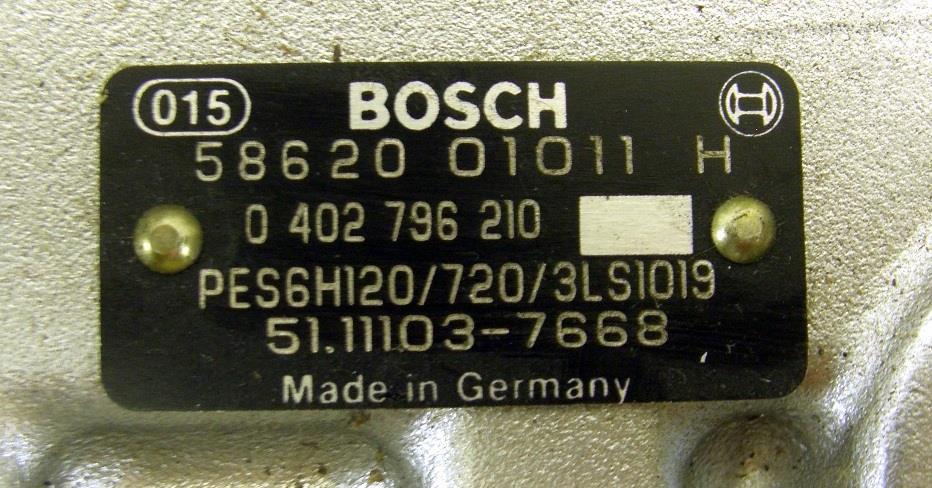 015 BOSCH
58620 01011 H
0 402 796 210
PES6H120/720/3LS1019
51.11103-7668
Made in Germany